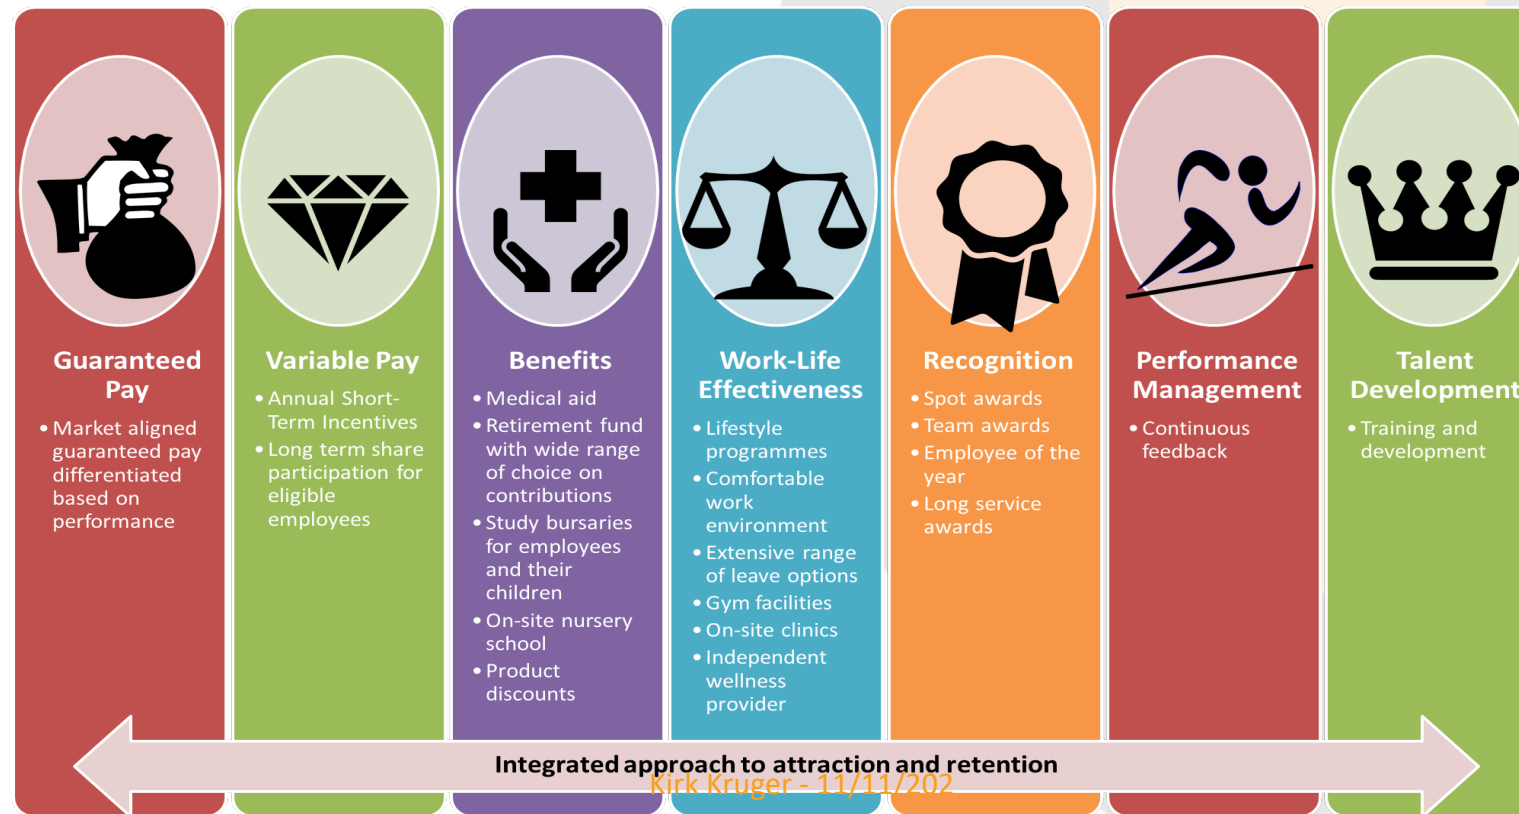 Guaranteed
Pay
• Market aligned
guaranteed pay
differentiated
based on
performance
Variable Pay
• Annual Short-
Term Incentives
• Long term share
participation for
eligible
employees
Benefits
• Medical aid
• Retirement fund
with wide range
of choice on
contributions
• Study bursaries
for employees
and their
children
• On-site nursery
school
• Product
discounts
Work-Life
Effectiveness
• Lifestyle
programmes
• Comfortable
work
environment
• Extensive range
of leave options
• Gym facilities
• On-site clinics
• Independent
wellness
provider
Recognition
• Spot awards
• Team awards
• Employee of the
year
• Long service
awards
Performance
Management
• Continuous
feedback
Talent
Development
• Training and
development
Integrated approach to attraction and retention
Kirk Kruger - 11/11/202